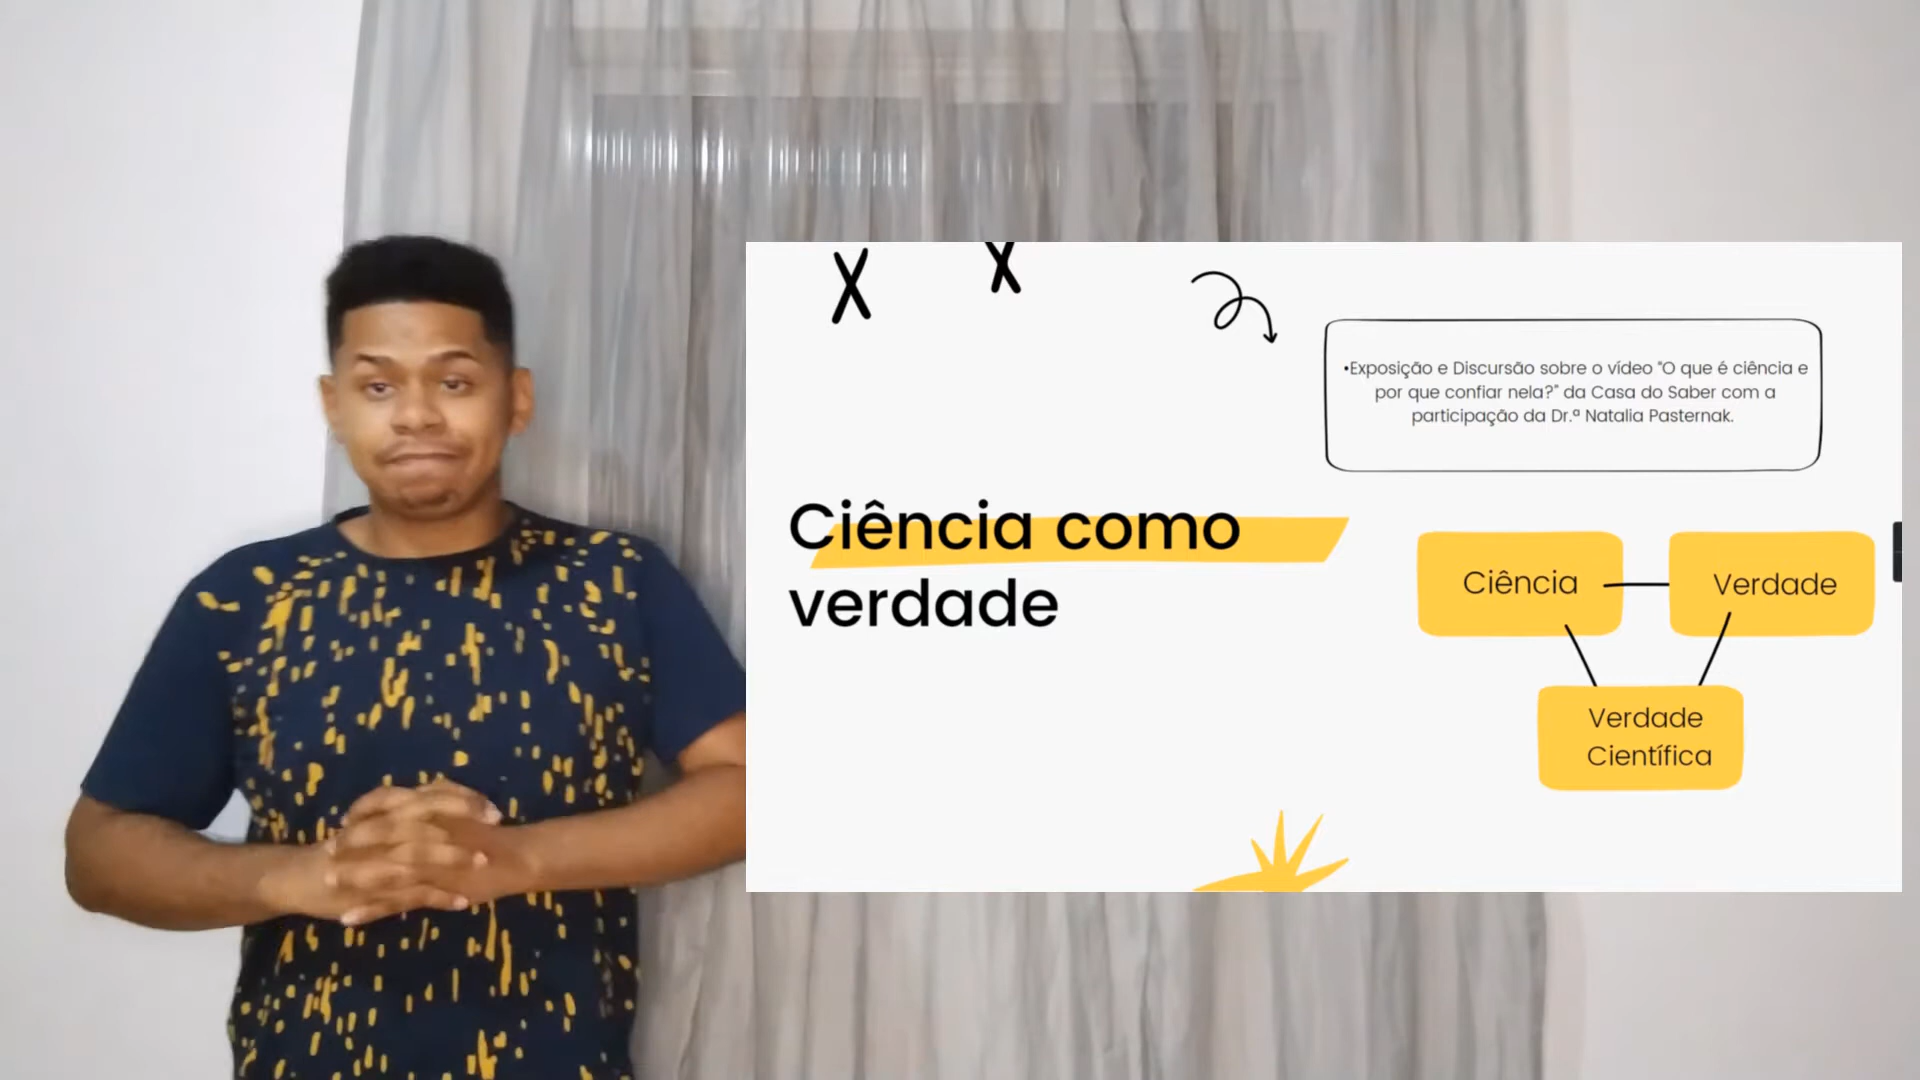 Ciência como
verdade
•Exposição e Discursão sobre o vídeo "O que é ciência e
por que confiar nela?" da Casa do Saber com a
participação da Dr.ª Natalia Pasternak.
Ciência
Verdade
Verdade
Científica